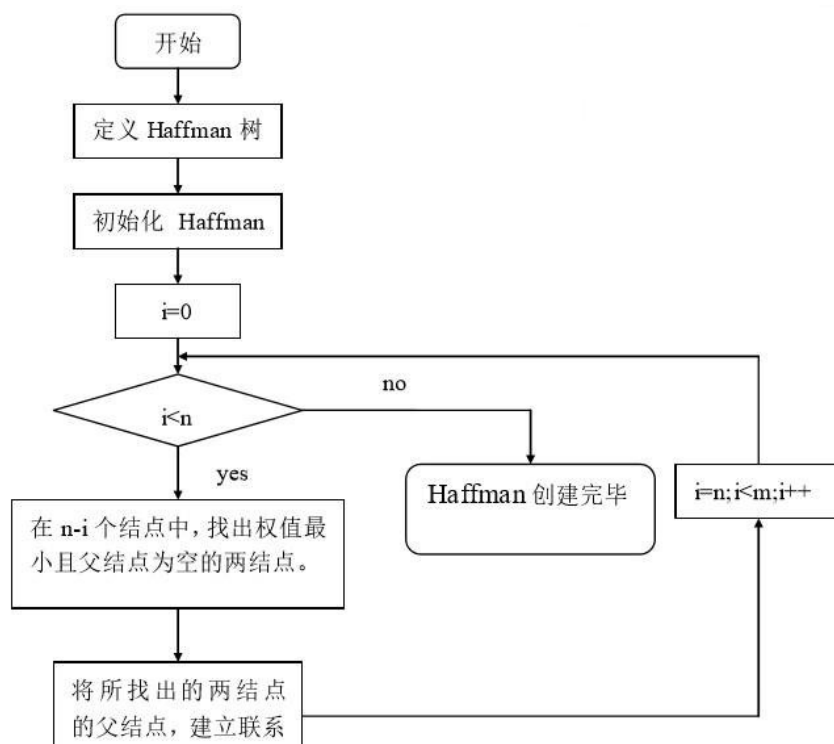 开始
定义 Haffman 树
初始化 Haffman
i=0
no
i<n
yes
Haffman 创建完毕
i=n;i<m;i++
在 n-i 个结点中,找出权值最
小且父结点为空的两结点。
将所找出的两结点
的父结点，建立联系